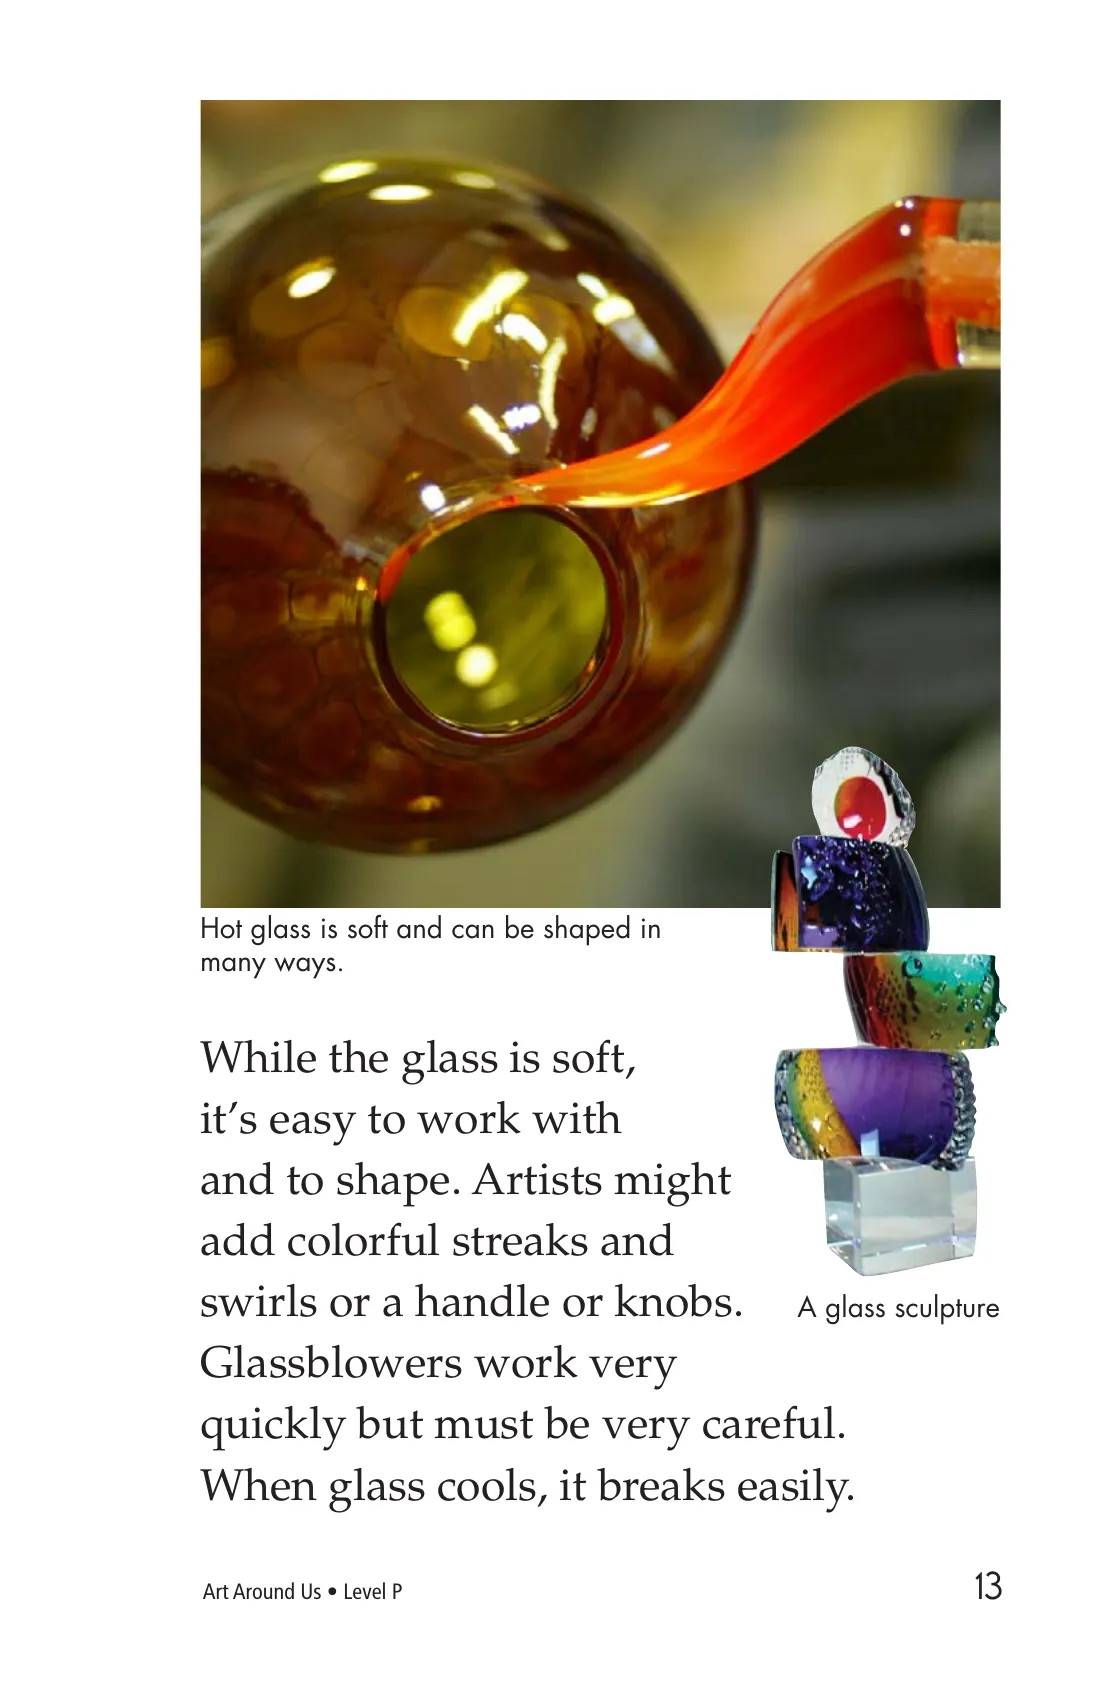 Hot glass is soft and can be shaped in
many ways.
While the glass is soft,
it’s easy to work with
and to shape. Artists might
add colorful streaks and
swirls or a handle or knobs.
A glass sculpture
Glassblowers work very
quickly but must be very careful.
When glass cools, it breaks easily.
Art Around Us • Level P
13